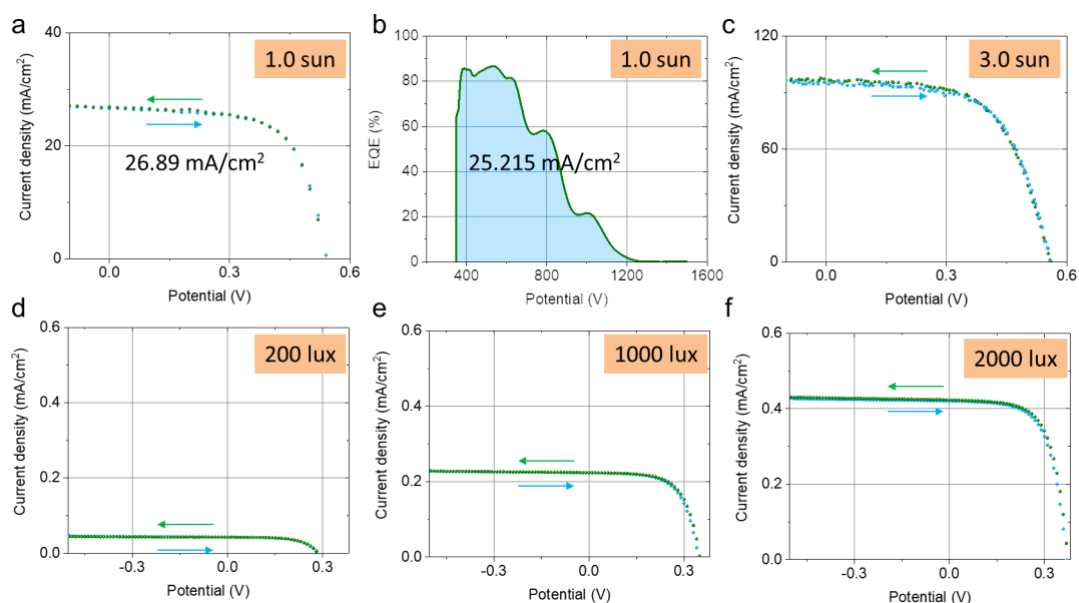 a
40
20
0
Current density (mA/cm²)
1.0 sun
26.89 mA/cm²
0.0
0.3
0.6
Potential (V)
b
100
80
60
40
20
0
EQE (%)
1.0 sun
25.215 mA/cm²
400
800
1200
1600
Potential (V)
c
120
60
0
Current density (mA/cm²)
3.0 sun
0.0
0.3
0.6
Potential (V)
d
0.6
0.4
0.2
0.0
Current density (mA/cm²)
200 lux
-0.3
0.0
0.3
Potential (V)
e
0.6
0.4
0.2
0.0
Current density (mA/cm²)
1000 lux
-0.3
0.0
0.3
Potential (V)
f
0.6
0.4
0.2
0.0
Current density (mA/cm²)
2000 lux
-0.3
0.0
0.3
Potential (V)